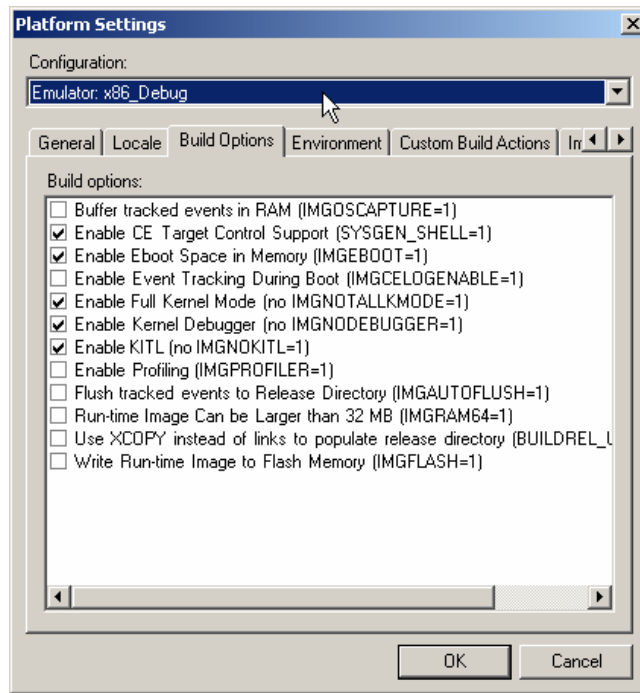 Platform Settings
Configuration:
Emulator: x86_Debug
General Locale Build Options Environment Custom Build Actions
Build options:
Buffer tracked events in RAM (IMGOSCAPTURE=1)
Enable CE Target Control Support (SYSGEN_SHELL=1)
Enable Eboot Space in Memory (IMGEBOOT=1)
Enable Event Tracking During Boot (IMGCELOGENABLE=1)
Enable Full Kernel Mode (no IMGNOTALLKMODE=1)
Enable Kernel Debugger (no IMGNODEBUGGER=1)
Enable KITL (no IMGNOKITL=1)
Enable Profiling (IMGPROFILER=1)
Flush tracked events to Release Directory (IMGAUTOFLUSH=1)
Run-time Image Can be Larger than 32 MB (IMGRAM64=1)
Use XCOPY instead of links to populate release directory (BUILDREL_
Write Run-time Image to Flash Memory (IMGFLASH=1)
OK Cancel